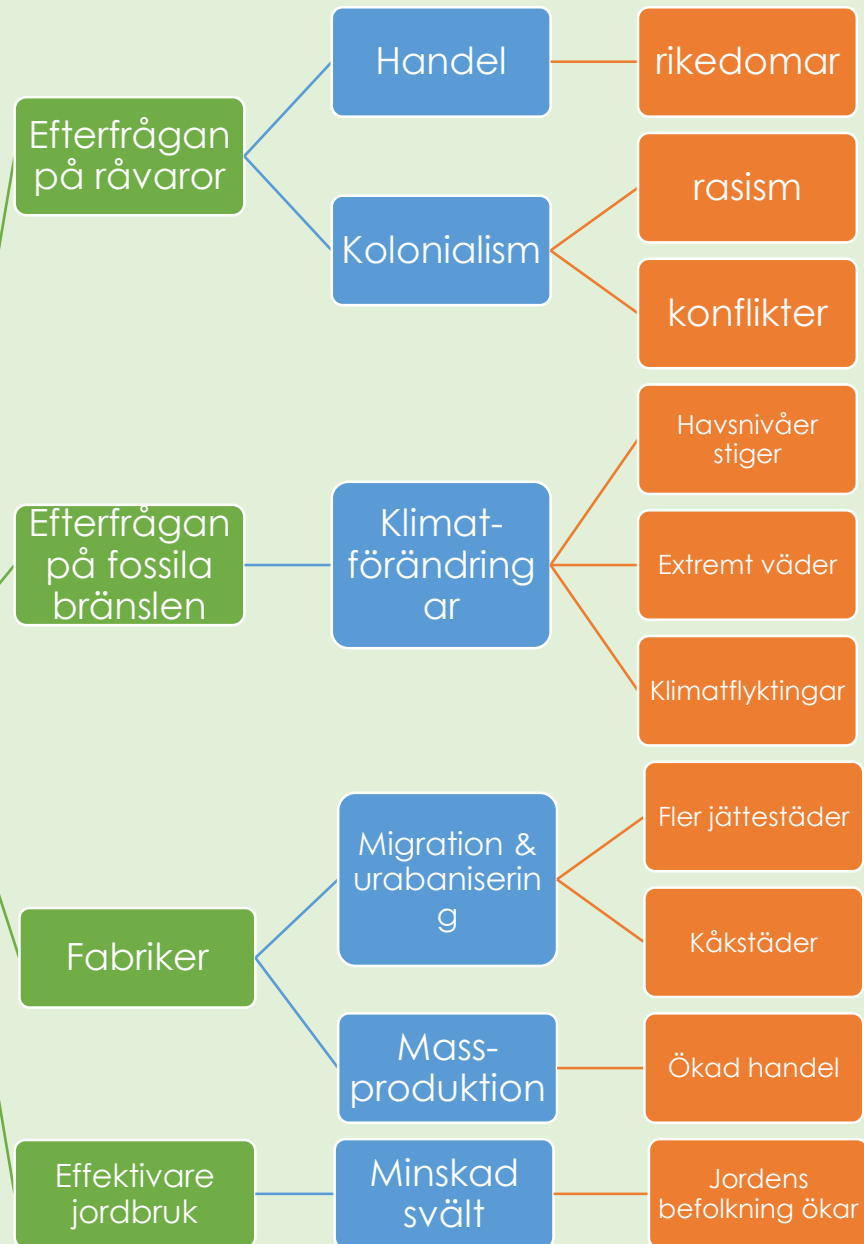 Efterfrågan
på råvaror
Handel
rikedomar
Kolonialism
rasism
konflikter
Efterfrågan
på fossila
bränslen
Klimat-
förändring
ar
Havsnivåer
stiger
Extremt väder
Klimatflyktingar
Fabriker
Migration &
urabaniserin
g
Fler jättestäder
Kåkstäder
Mass-
produktion
Ökad handel
Effektivare
jordbruk
Minskad
svält
Jordens
befolkning ökar